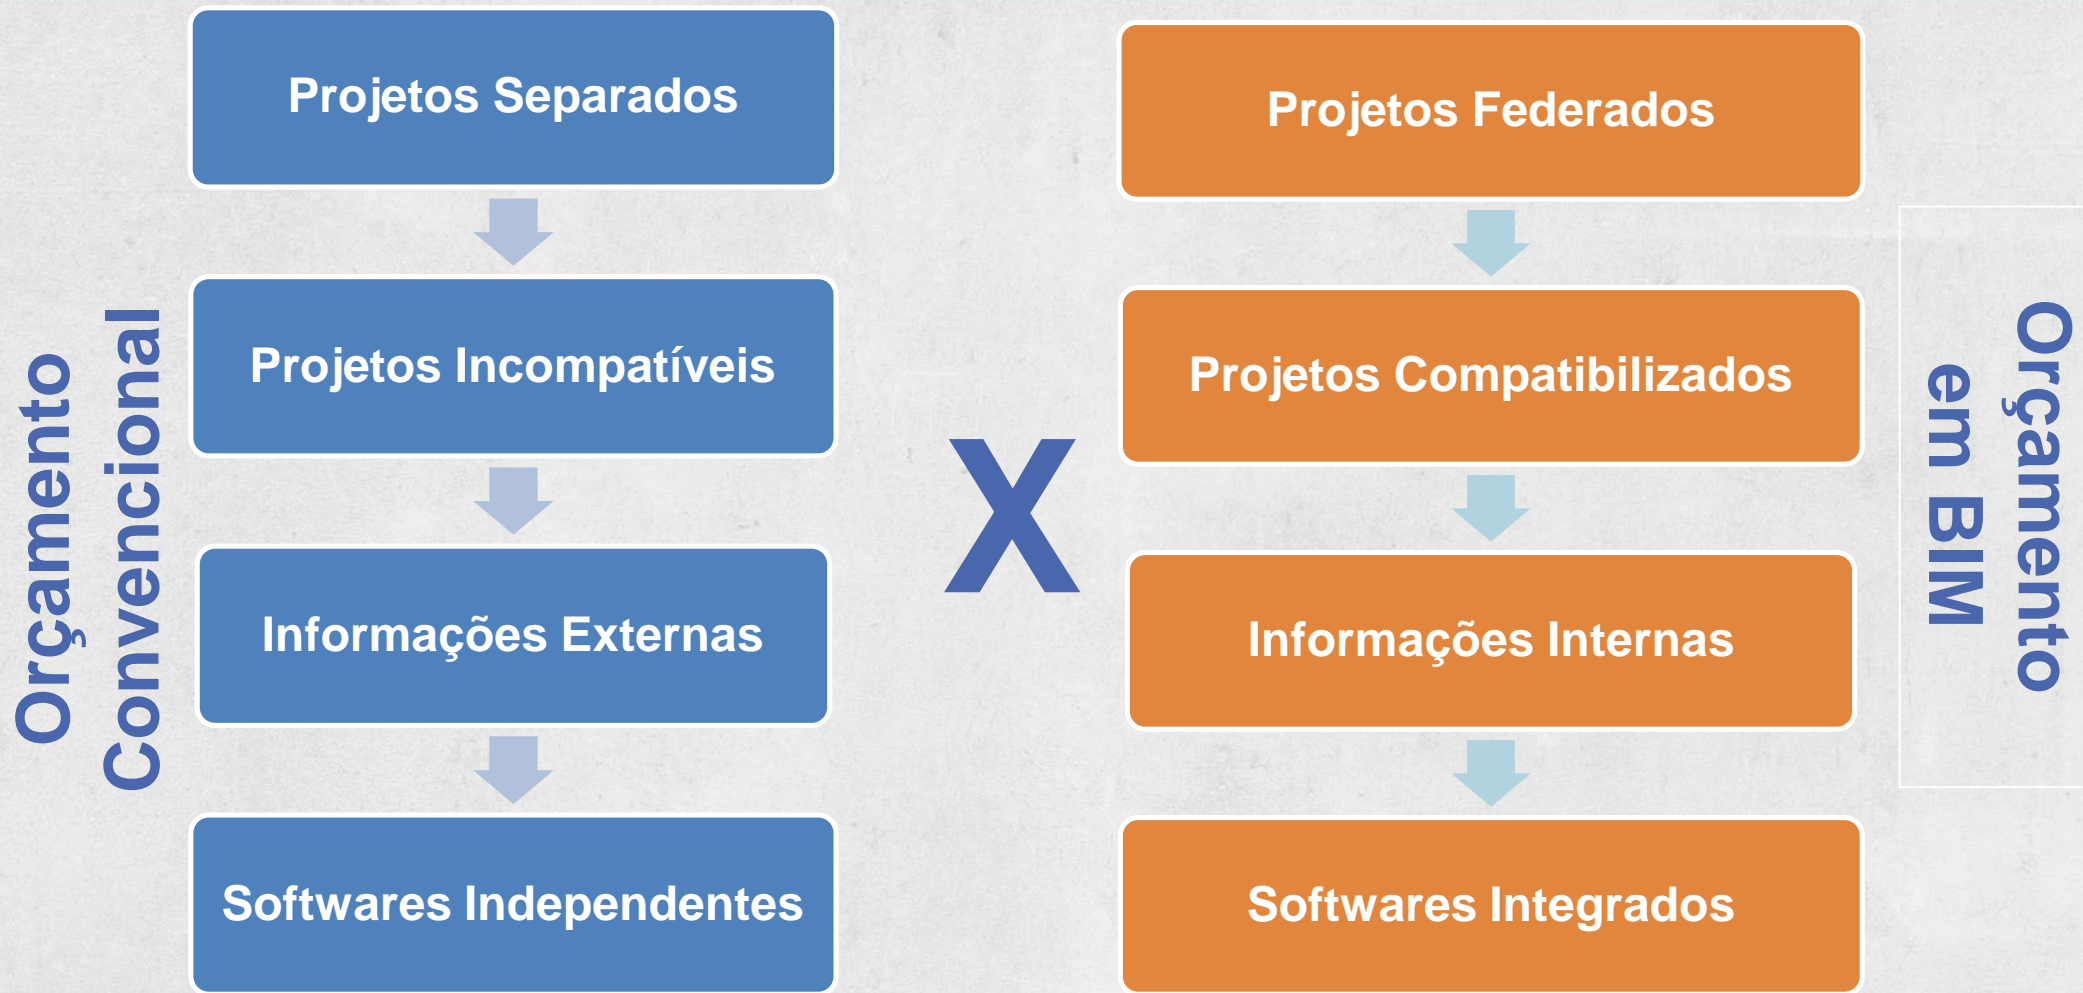 Orçamento
Convencional
Projetos Separados
Projetos Incompatíveis
Informações Externas
Softwares Independentes
X
Projetos Federados
Projetos Compatibilizados
Informações Internas
Softwares Integrados
Orçamento
em BIM